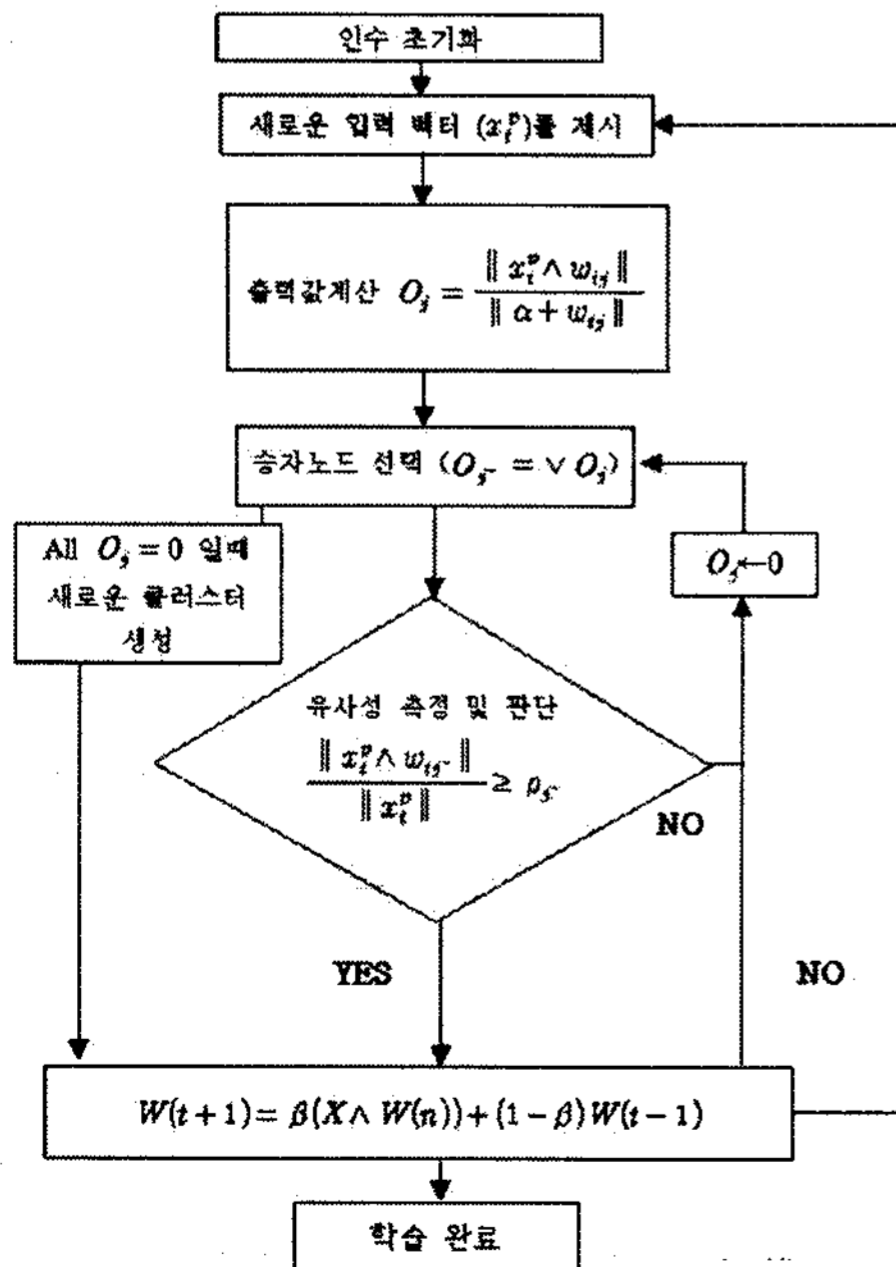 인수 초기화
새로운 입력 벡터 (x_i^p)를 제시
출력값계산 O_j = ‖ x_i^p ∧ w_ij ‖ / ‖ α + w_ij ‖
승자노드 선택 (O_j- = ∨ O_j)
All O_j = 0 일때
새로운 클러스터
생성
O_j- ← 0
유사성 측정 및 판단
‖ x_i^p ∧ w_ij- ‖ / ‖ x_i^p ‖ ≥ ρ_j-
NO
YES
NO
W(t+1) = β(X ∧ W(n)) + (1-β)W(t-1)
학습 완료